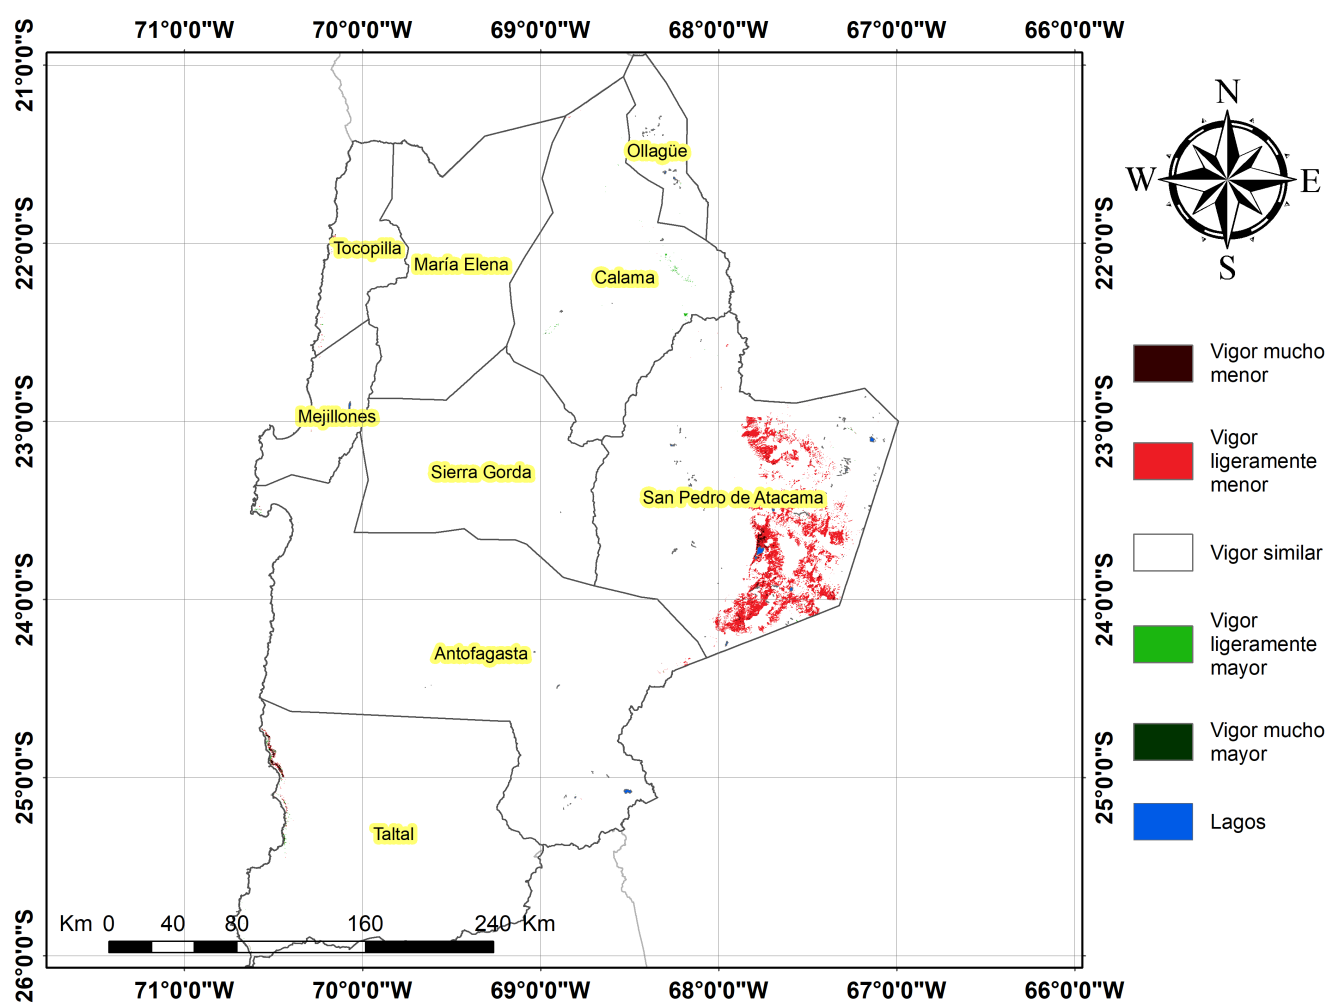 71°0'0"W 70°0'0"W 69°0'0"W 68°0'0"W 67°0'0"W 66°0'0"W
21°0'0"S
22°0'0"S
23°0'0"S
24°0'0"S
25°0'0"S
26°0'0"S
Ollagüe
Tocopilla
María Elena
Calama
Mejillones
Sierra Gorda
San Pedro de Atacama
Antofagasta
Taltal
Km 0 40 80 160 240 Km
71°0'0"W 70°0'0"W 69°0'0"W 68°0'0"W 67°0'0"W 66°0'0"W
22°0'0"S
23°0'0"S
24°0'0"S
25°0'0"S
N
W E
S
Vigor mucho
menor
Vigor
ligeramente
menor
Vigor similar
Vigor
ligeramente
mayor
Vigor mucho
mayor
Lagos